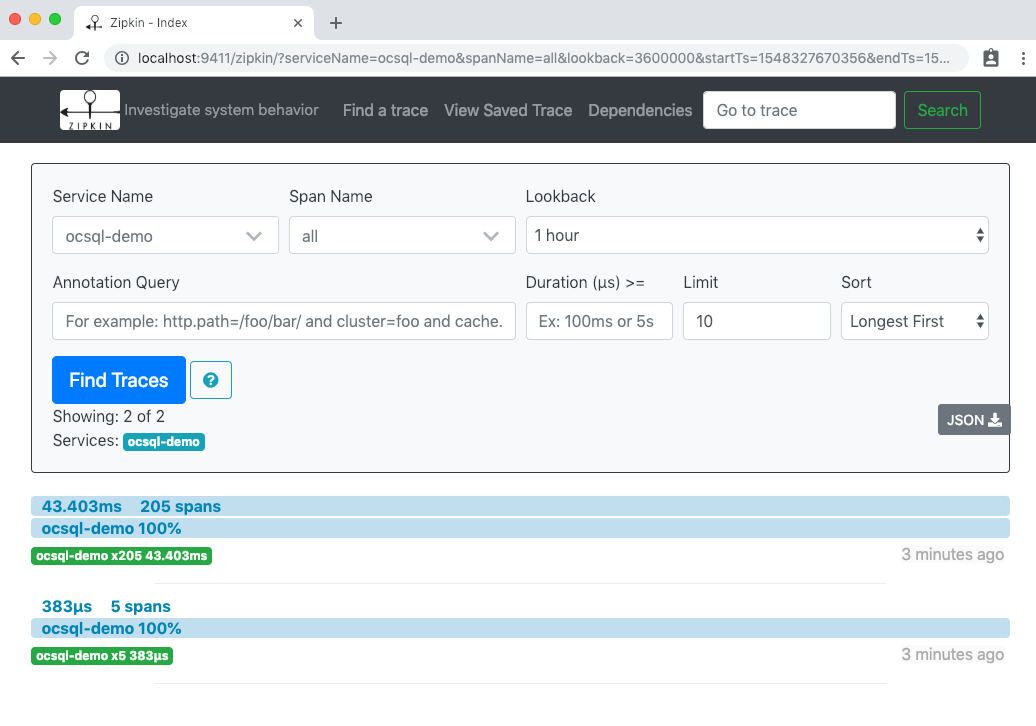 Zipkin - Index
localhost:9411/zipkin/?serviceName=ocsql-demo&spanName=all&lookback=3600000&startTs=1548327670356&endTs=15...
ZIPKIN
Investigate system behavior Find a trace View Saved Trace Dependencies Go to trace Search
Service Name Span Name Lookback
ocsql-demo all 1 hour
Annotation Query Duration (μs) >= Limit Sort
For example: http.path=/foo/bar/ and cluster=foo and cache. Ex: 100ms or 5s 10 Longest First
Find Traces ?
Showing: 2 of 2
JSON
Services: ocsql-demo
43.403ms 205 spans
ocsql-demo 100%
ocsql-demo x205 43.403ms 3 minutes ago
383μs 5 spans
ocsql-demo 100%
ocsql-demo x5 383μs 3 minutes ago